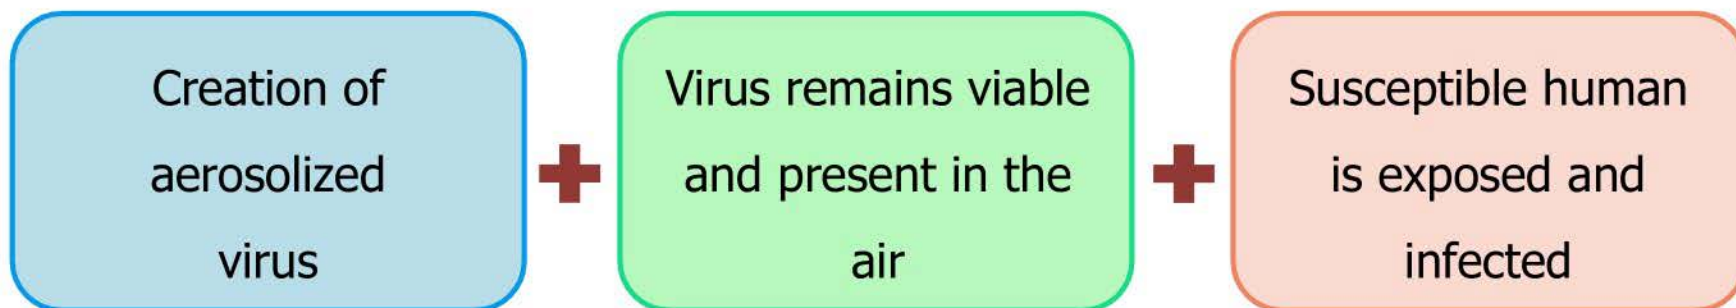 Creation of
aerosolized
virus
Virus remains viable
and present in the
air
Susceptible human
is exposed and
infected